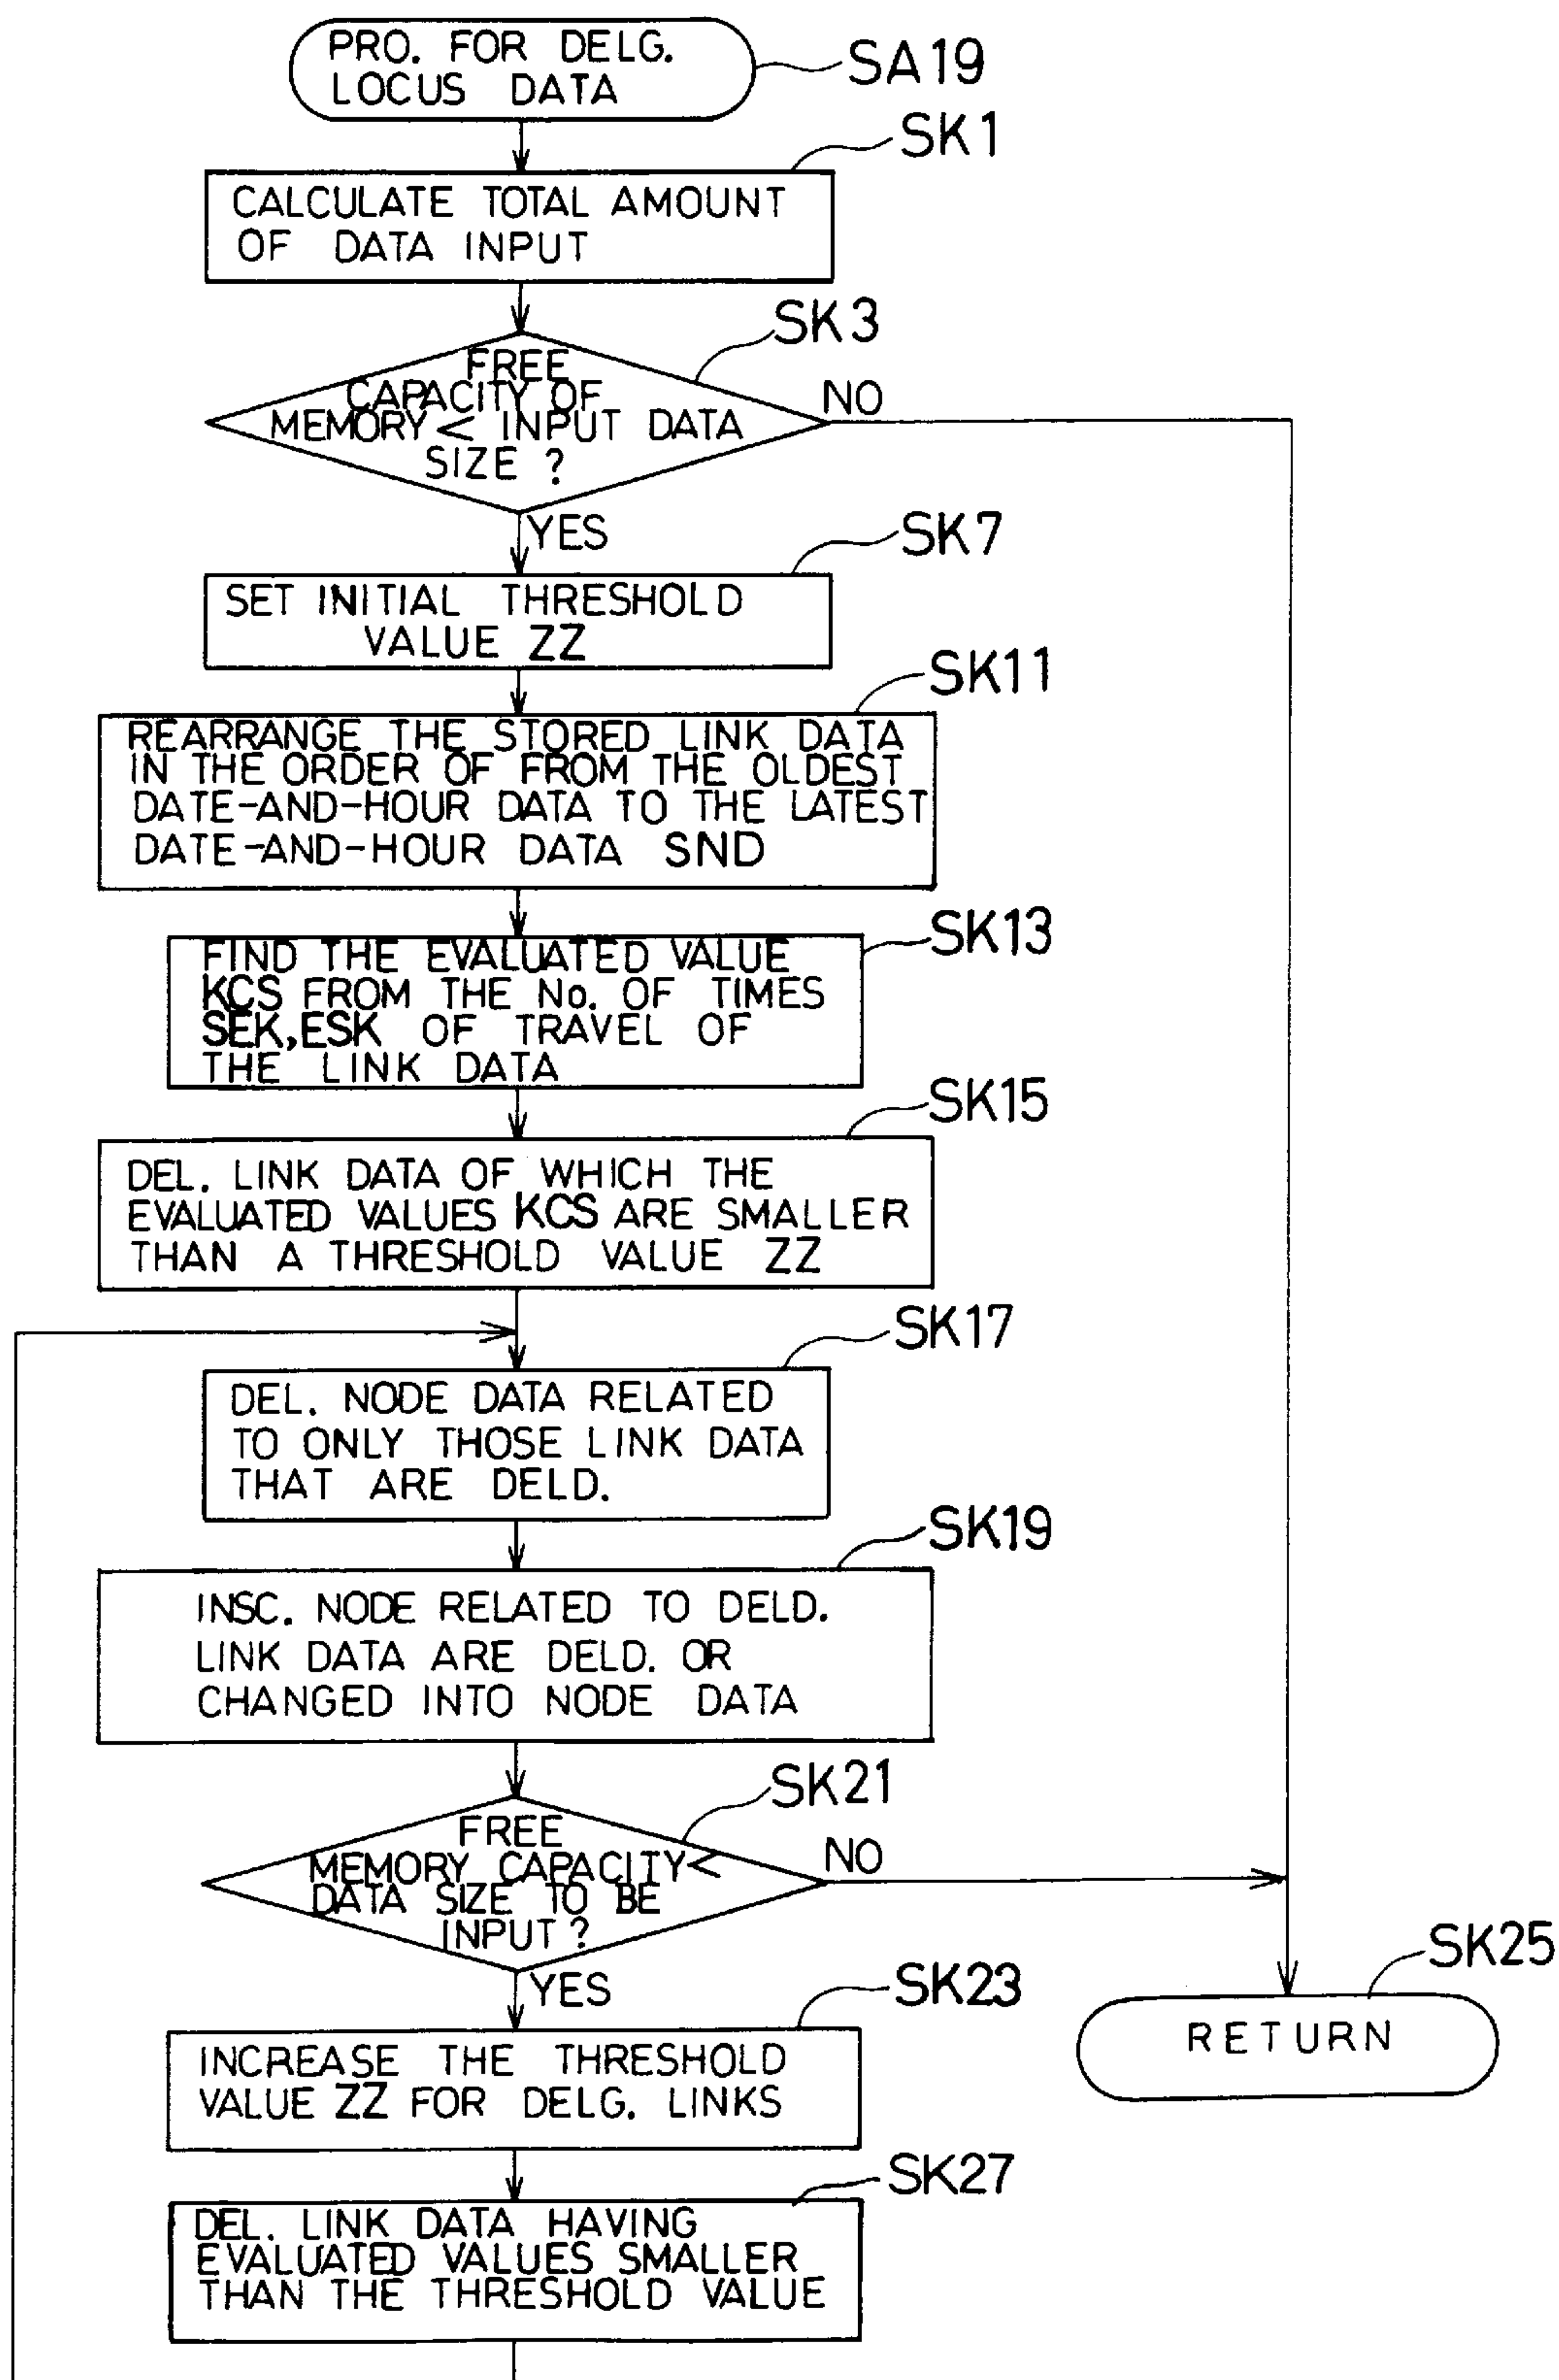 PRO. FOR DELG.
LOCUS DATA
SA19
SK1
CALCULATE TOTAL AMOUNT
OF DATA INPUT
SK3
FREE
CAPACITY OF
MEMORY < INPUT DATA
SIZE ?
NO
YES
SK7
SET INITIAL THRESHOLD
VALUE ZZ
SK11
REARRANGE THE STORED LINK DATA
IN THE ORDER OF FROM THE OLDEST
DATE-AND-HOUR DATA TO THE LATEST
DATE-AND-HOUR DATA SND
SK13
FIND THE EVALUATED VALUE
KCS FROM THE No. OF TIMES
SEK,ESK OF TRAVEL OF
THE LINK DATA
SK15
DEL. LINK DATA OF WHICH THE
EVALUATED VALUES KCS ARE SMALLER
THAN A THRESHOLD VALUE ZZ
SK17
DEL. NODE DATA RELATED
TO ONLY THOSE LINK DATA
THAT ARE DELD.
SK19
INSC. NODE RELATED TO DELD.
LINK DATA ARE DELD. OR
CHANGED INTO NODE DATA
SK21
FREE
MEMORY CAPACITY <
DATA SIZE TO BE
INPUT ?
NO
YES
SK23
INCREASE THE THRESHOLD
VALUE ZZ FOR DELG. LINKS
SK25
RETURN
SK27
DEL. LINK DATA HAVING
EVALUATED VALUES SMALLER
THAN THE THRESHOLD VALUE